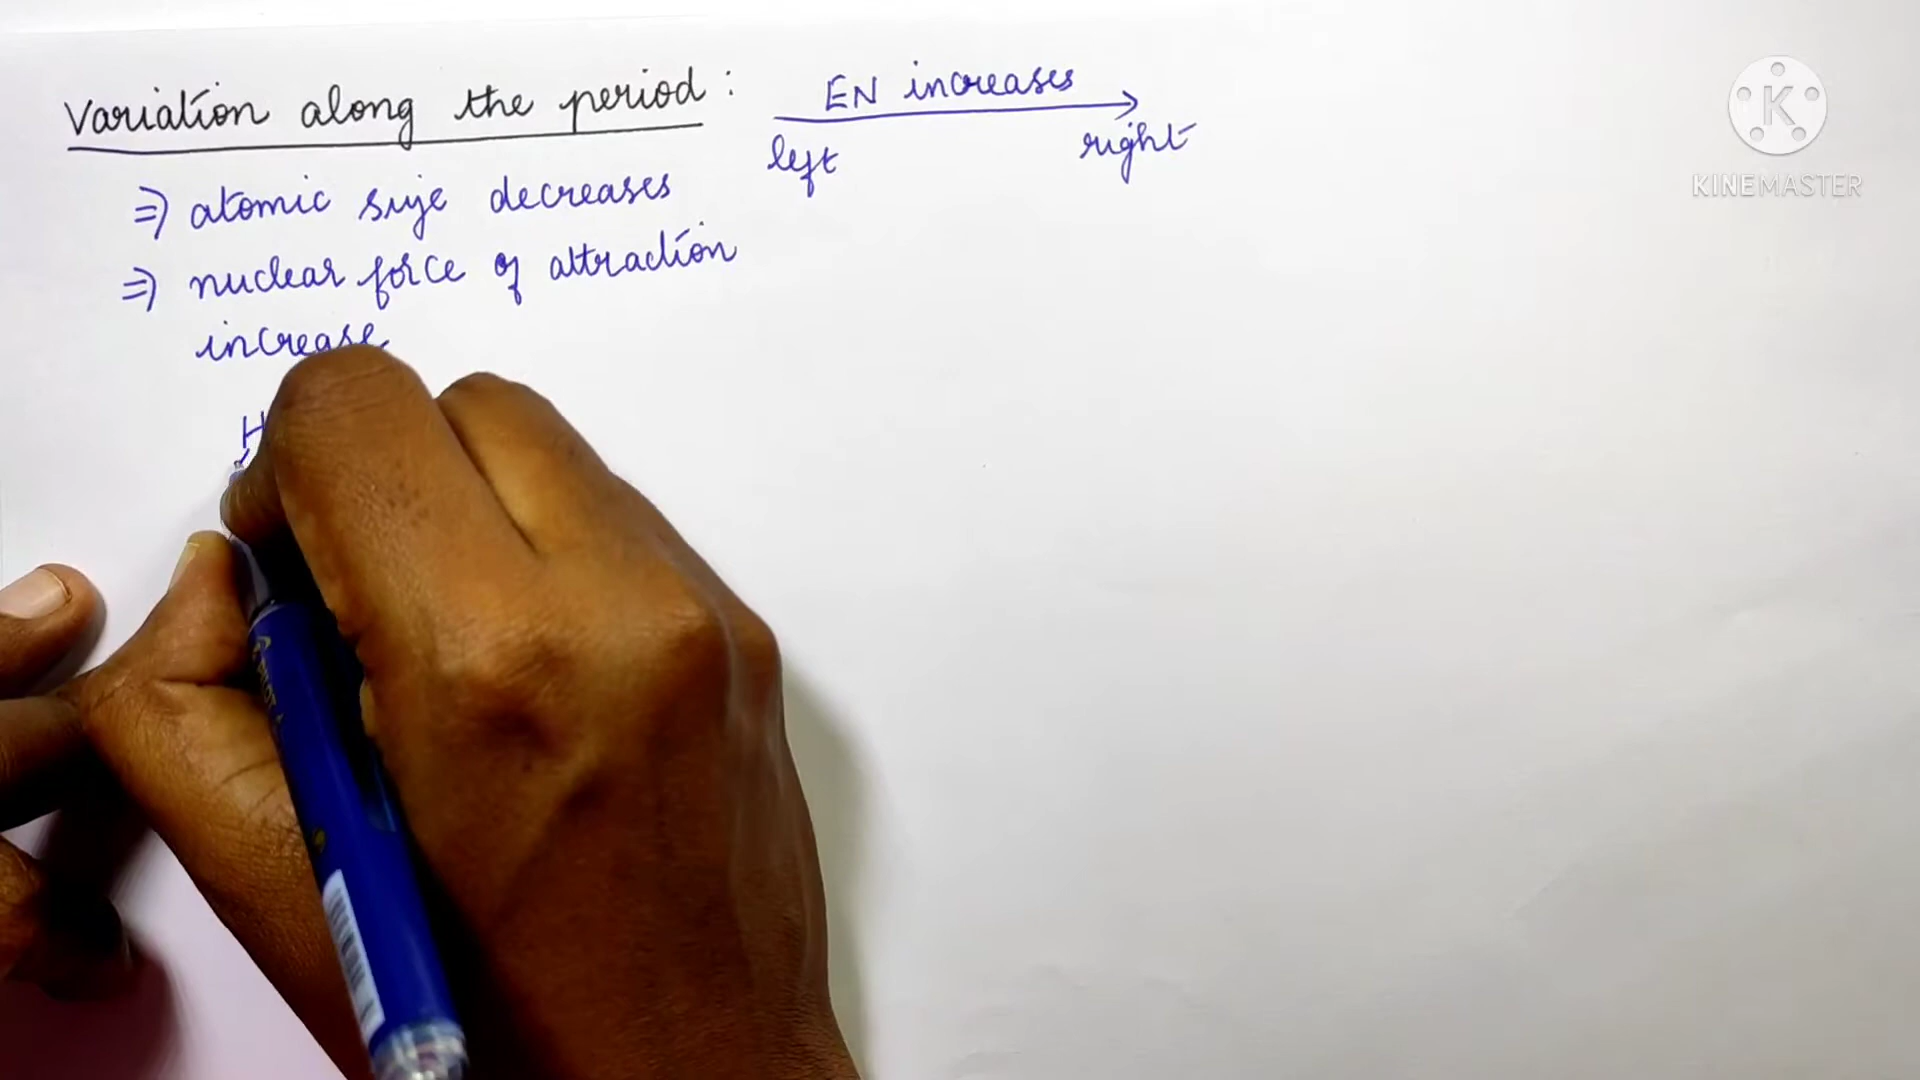 Variation along the period :
EN increases
left right
⇒ atomic size decreases
⇒ nuclear force of attraction
increase
H
KINEMASTER